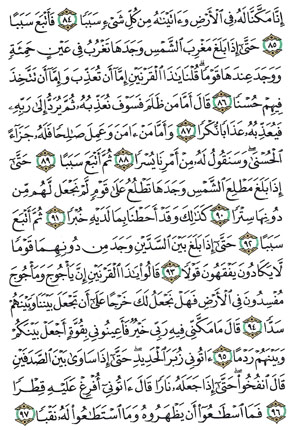 إِنَّا مَكَّنَّا لَهُۥ فِى ٱلْأَرْضِ وَءَاتَيْنَٰهُ مِن كُلِّ شَىْءٍ سَبَبًا ٨٤ فَأَتْبَعَ سَبَبًا
٨٥ حَتَّىٰٓ إِذَا بَلَغَ مَغْرِبَ ٱلشَّمْسِ وَجَدَهَا تَغْرُبُ فِى عَيْنٍ حَمِئَةٍ
وَوَجَدَ عِندَهَا قَوْمًا قُلْنَا يَٰذَا ٱلْقَرْنَيْنِ إِمَّآ أَن تُعَذِّبَ وَإِمَّآ أَن تَتَّخِذَ
فِيهِمْ حُسْنًا ٨٦ قَالَ أَمَّا مَن ظَلَمَ فَسَوْفَ نُعَذِّبُهُۥ ثُمَّ يُرَدُّ إِلَىٰ رَبِّهِۦ
فَيُعَذِّبُهُۥ عَذَابًا نُّكْرًا ٨٧ وَأَمَّا مَنْ ءَامَنَ وَعَمِلَ صَٰلِحًا فَلَهُۥ جَزَآءً
ٱلْحُسْنَىٰ وَسَنَقُولُ لَهُۥ مِنْ أَمْرِنَا يُسْرًا ٨٨ ثُمَّ أَتْبَعَ سَبَبًا ٨٩ حَتَّىٰٓ
إِذَا بَلَغَ مَطْلِعَ ٱلشَّمْسِ وَجَدَهَا تَطْلُعُ عَلَىٰ قَوْمٍ لَّمْ نَجْعَل لَّهُم مِّن
دُونِهَا سِتْرًا ٩٠ كَذَٰلِكَ وَقَدْ أَحَطْنَا بِمَا لَدَيْهِ خُبْرًا ٩١ ثُمَّ أَتْبَعَ
سَبَبًا ٩٢ حَتَّىٰٓ إِذَا بَلَغَ بَيْنَ ٱلسَّدَّيْنِ وَجَدَ مِن دُونِهِمَا قَوْمًا
لَّا يَكَادُونَ يَفْقَهُونَ قَوْلًا ٩٣ قَالُوا۟ يَٰذَا ٱلْقَرْنَيْنِ إِنَّ يَأْجُوجَ وَمَأْجُوجَ
مُفْسِدُونَ فِى ٱلْأَرْضِ فَهَلْ نَجْعَلُ لَكَ خَرْجًا عَلَىٰٓ أَن تَجْعَلَ بَيْنَنَا وَبَيْنَهُمْ
سَدًّا ٩٤ قَالَ مَا مَكَّنِّى فِيهِ رَبِّى خَيْرٌ فَأَعِينُونِى بِقُوَّةٍ أَجْعَلْ بَيْنَكُمْ
وَبَيْنَهُمْ رَدْمًا ٩٥ ءَاتُونِى زُبَرَ ٱلْحَدِيدِ حَتَّىٰٓ إِذَا سَاوَىٰ بَيْنَ ٱلصَّدَفَيْنِ
قَالَ ٱنفُخُوا۟ حَتَّىٰٓ إِذَا جَعَلَهُۥ نَارًا قَالَ ءَاتُونِىٓ أُفْرِغْ عَلَيْهِ قِطْرًا
٩٦ فَمَا ٱسْطَٰعُوٓا۟ أَن يَظْهَرُوهُ وَمَا ٱسْتَطَٰعُوا۟ لَهُۥ نَقْبًا ٩٧